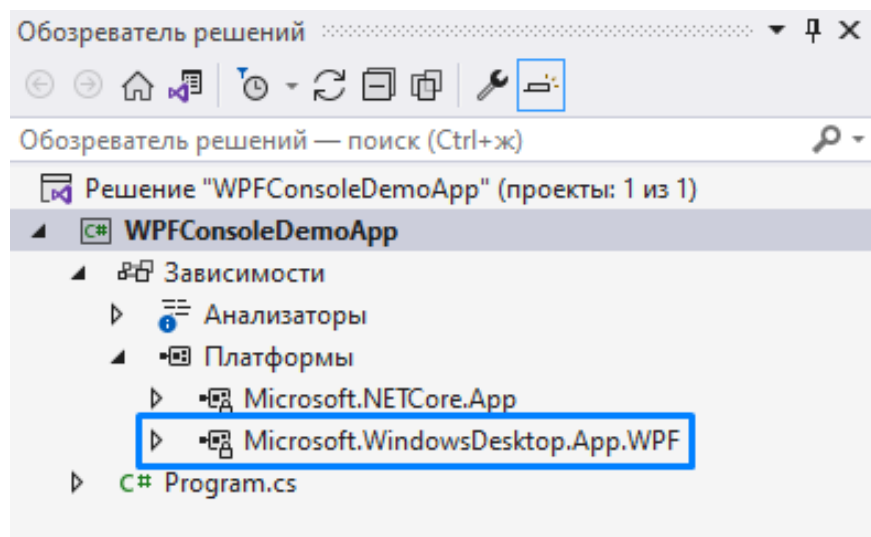 Обозреватель решений
Обозреватель решений — поиск (Ctrl+ж)
Решение "WPFConsoleDemoApp" (проекты: 1 из 1)
C# WPFConsoleDemoApp
Зависимости
Анализаторы
Платформы
Microsoft.NETCore.App
Microsoft.WindowsDesktop.App.WPF
C# Program.cs